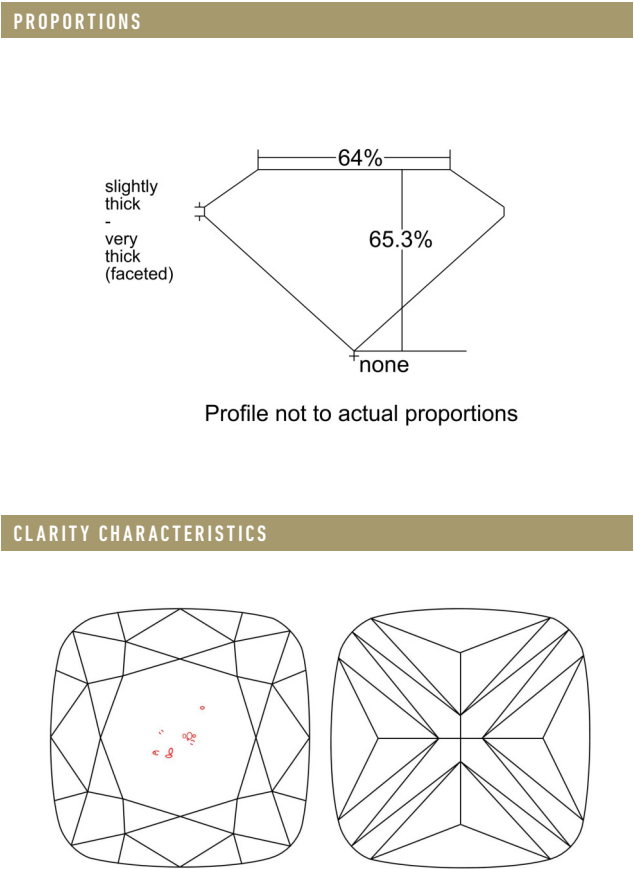 PROPORTIONS
64%
slightly
thick
-
very
thick
(faceted)
65.3%
none
Profile not to actual proportions
CLARITY CHARACTERISTICS